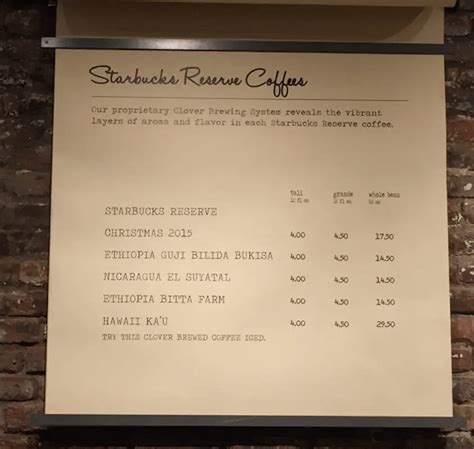 Starbucks Reserve Coffees
Our proprietary Clover Brewing System reveals the vibrant
layers of aroma and flavor in each Starbucks Reserve coffee.
tall grande whole bean
12 fl oz
STARBUCKS RESERVE
CHRISTMAS 2015 4.00 4.50 17.50
ETHIOPIA GUJI BILIDA BUKISA 4.00 4.50 14.50
NICARAGUA EL SUYATAL 4.00 4.50 14.50
ETHIOPIA BITTA FARM 4.00 4.50 14.50
HAWAII KA'U 4.00 4.50 29.50
TRY THIS CLOVER BREWED COFFEE ICED.